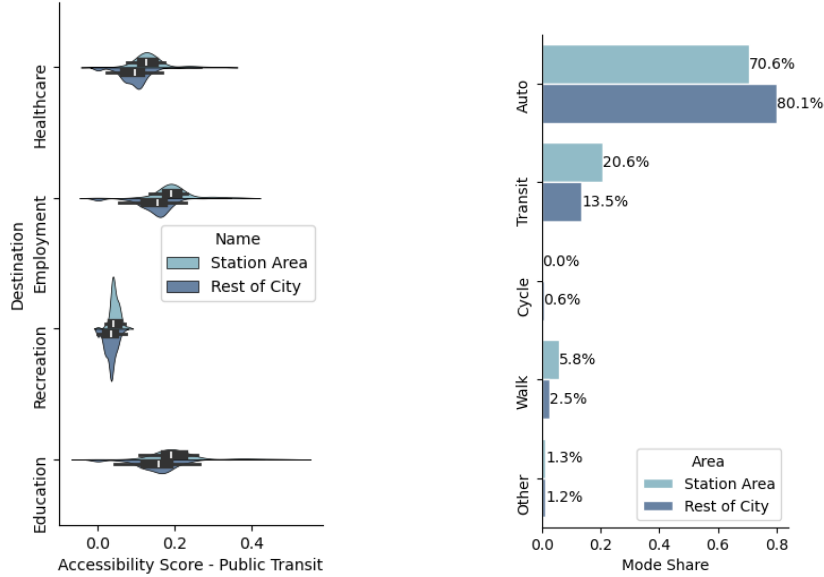 Destination
Healthcare
Employment
Recreation
Education
Name
Station Area
Rest of City
0.0 0.2 0.4
Accessibility Score - Public Transit
Auto
70.6%
80.1%
Transit
20.6%
13.5%
Cycle
0.0%
0.6%
Walk
5.8%
2.5%
Other
1.3%
1.2%
Area
Station Area
Rest of City
0.0 0.2 0.4 0.6 0.8
Mode Share